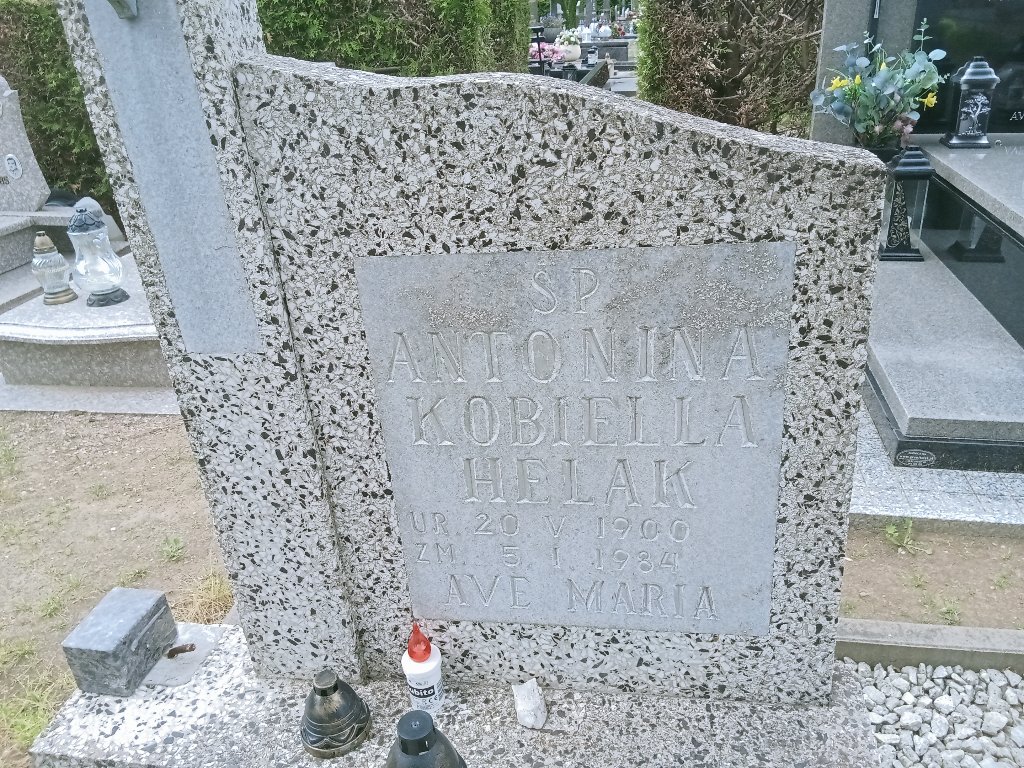 ŚP
ANTONINA
KOBIELLA
HELAK
UR. 20 V 1900
ZM. 5. I. 1984
AVE MARIA